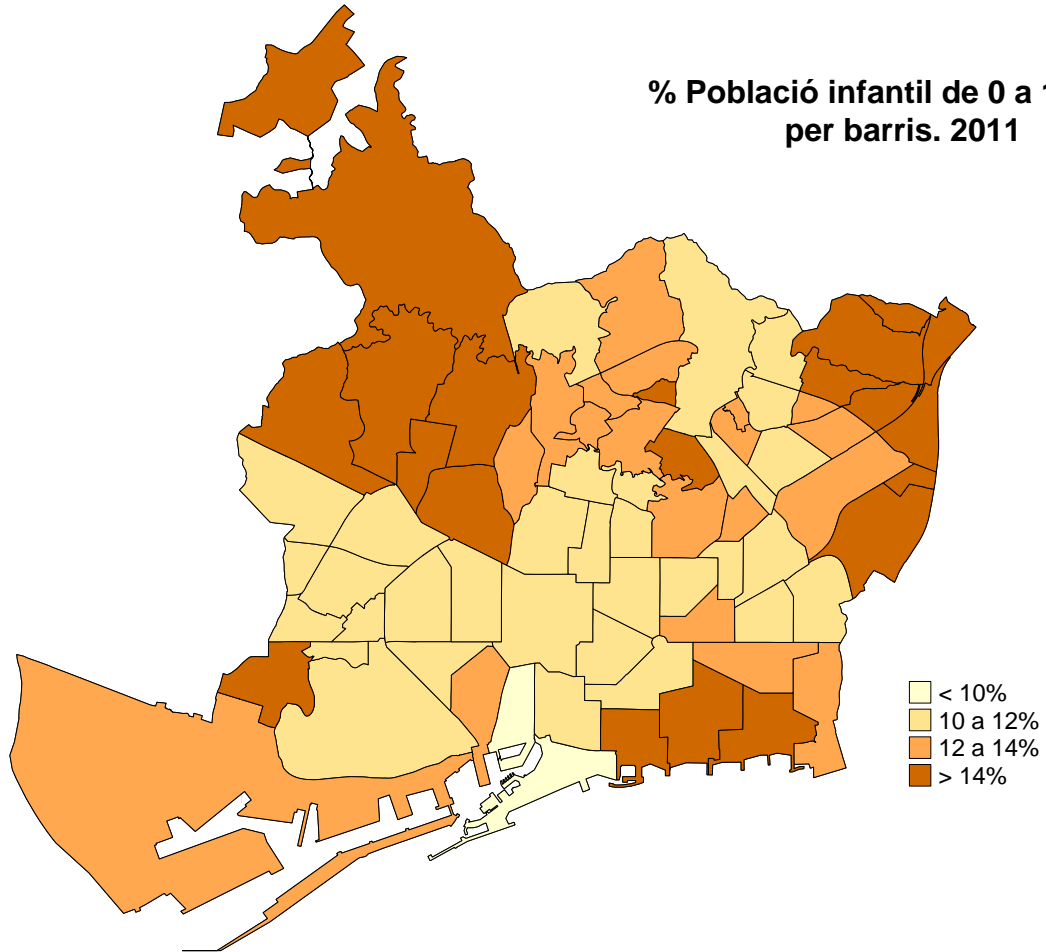 % Població infantil de 0 a
per barris. 2011
< 10%
10 a 12%
12 a 14%
> 14%